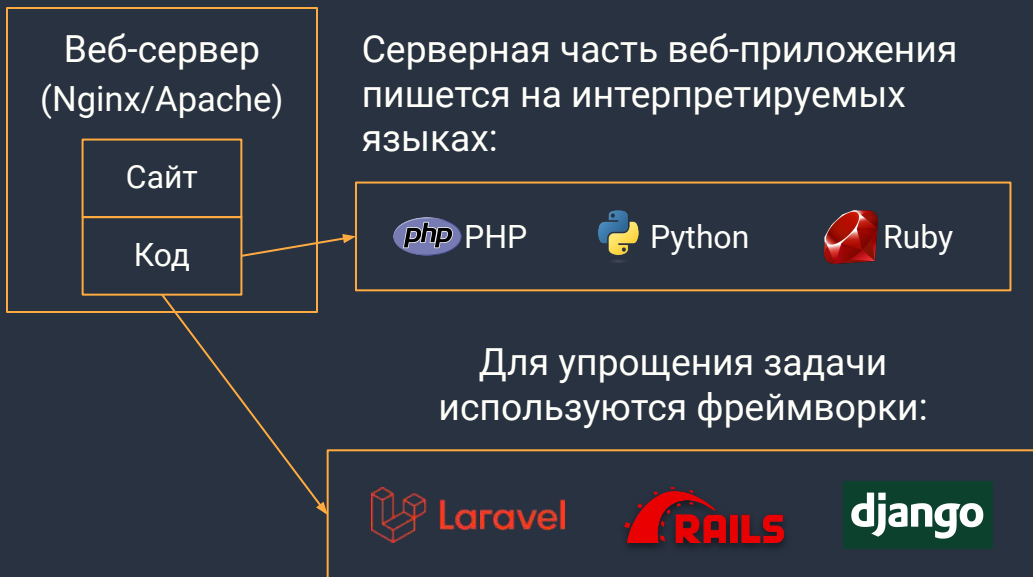 Веб-сервер
(Nginx/Apache)
Сайт
Код
Серверная часть веб-приложения
пишется на интерпретируемых
языках:
php PHP
Python
Ruby
Для упрощения задачи
используются фреймворки:
Laravel
RAILS
django